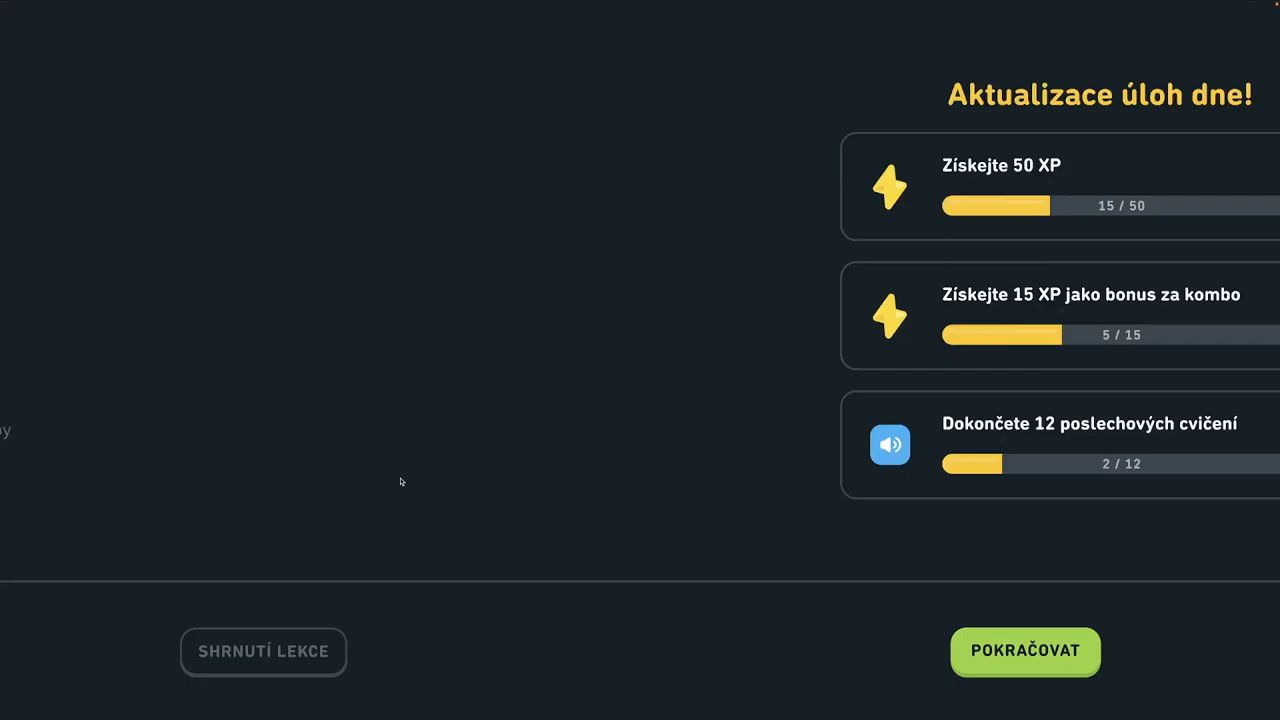 Aktualizace úloh dne!
Získejte 50 XP
15 / 50
Získejte 15 XP jako bonus za kombo
5 / 15
Dokončete 12 poslechových cvičení
2 / 12
SHRNUTÍ LEKCE
POKRAČOVAT